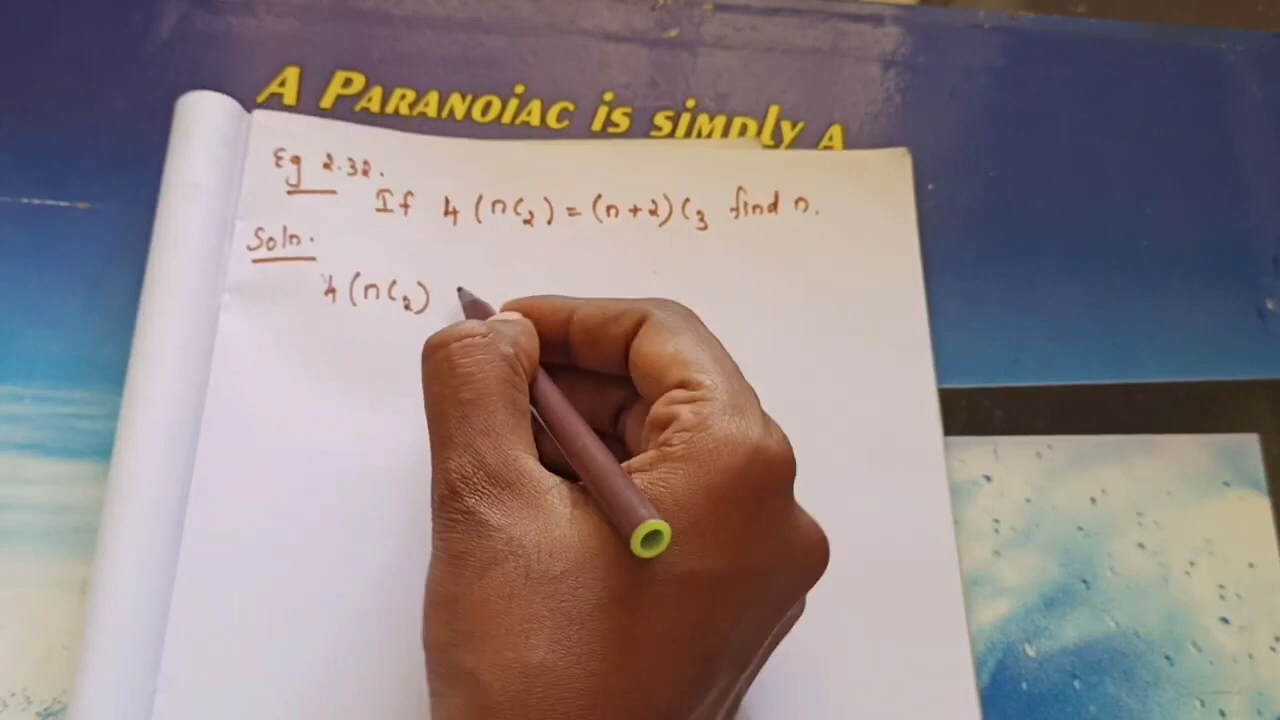 A PARANOIAC IS SIMPLY A
Eg 2.32.
If 4 (nC₂) = (n+2)C₃ find n.
Soln.
4(nC₂)